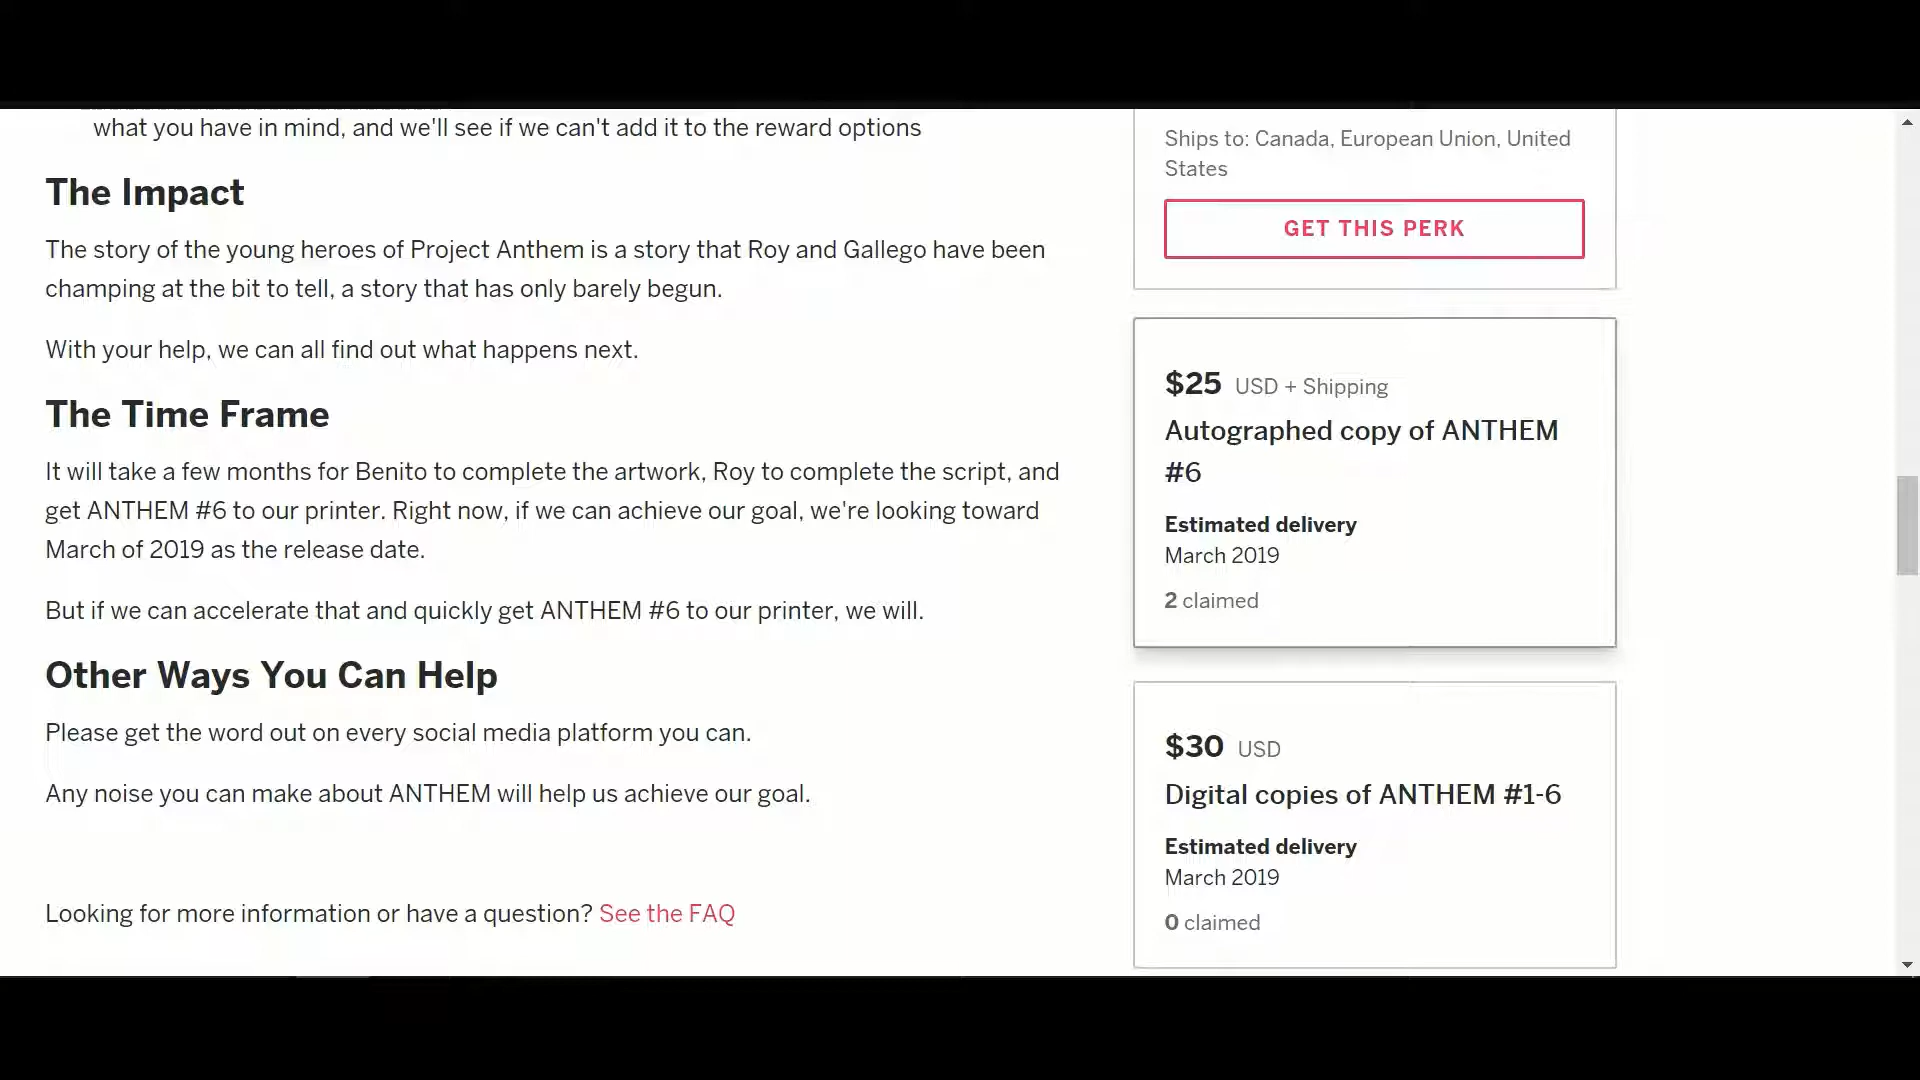 what you have in mind, and we'll see if we can't add it to the reward options
The Impact
The story of the young heroes of Project Anthem is a story that Roy and Gallego have been
champing at the bit to tell, a story that has only barely begun.
With your help, we can all find out what happens next.
The Time Frame
It will take a few months for Benito to complete the artwork, Roy to complete the script, and
get ANTHEM #6 to our printer. Right now, if we can achieve our goal, we're looking toward
March of 2019 as the release date.
But if we can accelerate that and quickly get ANTHEM #6 to our printer, we will.
Other Ways You Can Help
Please get the word out on every social media platform you can.
Any noise you can make about ANTHEM will help us achieve our goal.
Looking for more information or have a question? See the FAQ
Ships to: Canada, European Union, United
States
GET THIS PERK
$25 USD + Shipping
Autographed copy of ANTHEM
#6
Estimated delivery
March 2019
2 claimed
$30 USD
Digital copies of ANTHEM #1-6
Estimated delivery
March 2019
0 claimed